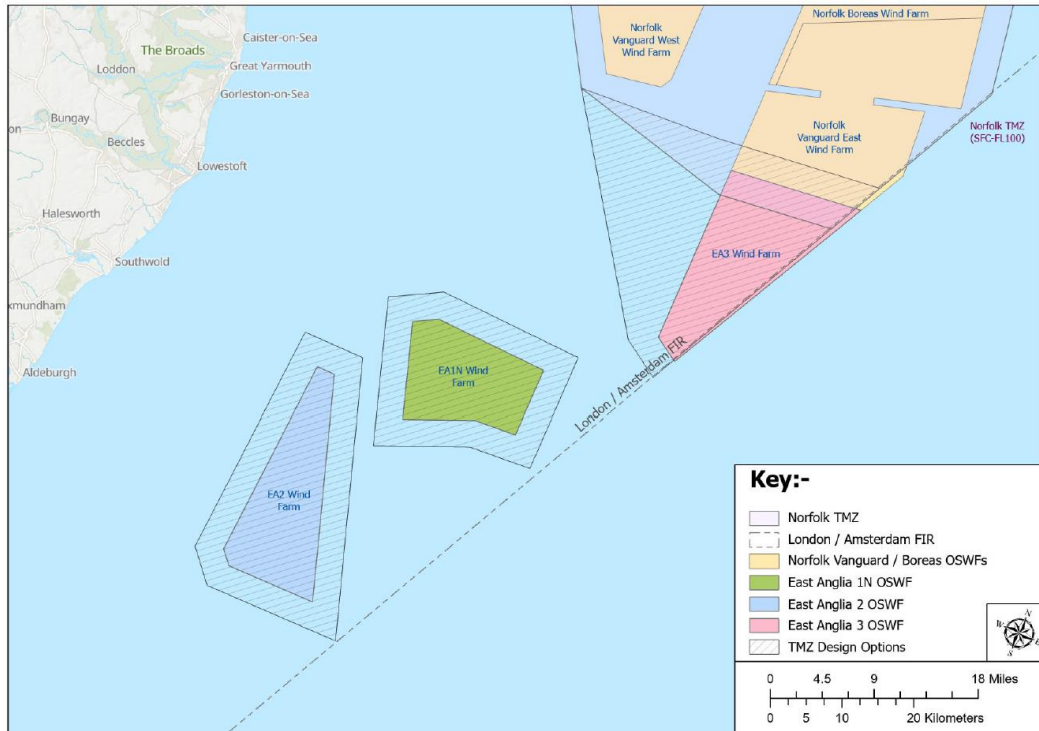 Caister-on-Sea
The Broads
Loddon
Great Yarmouth
Gorleston-on-Sea
on
Bungay
Beccles
Lowestoft
Halesworth
Southwold
xmundham
Aldeburgh
Norfolk
Vanguard West
Wind Farm
Norfolk Boreas Wind Farm
Norfolk
Vanguard East
Wind Farm
Norfolk TMZ
(SFC-FL100)
EA3 Wind Farm
London / Amsterdam FIR
EA1N Wind
Farm
EA2 Wind
Farm
Key:-
Norfolk TMZ
London / Amsterdam FIR
Norfolk Vanguard / Boreas OSWFs
East Anglia 1N OSWF
East Anglia 2 OSWF
East Anglia 3 OSWF
TMZ Design Options
N
W
E
S
0 4.5 9 18 Miles
0 5 10 20 Kilometers